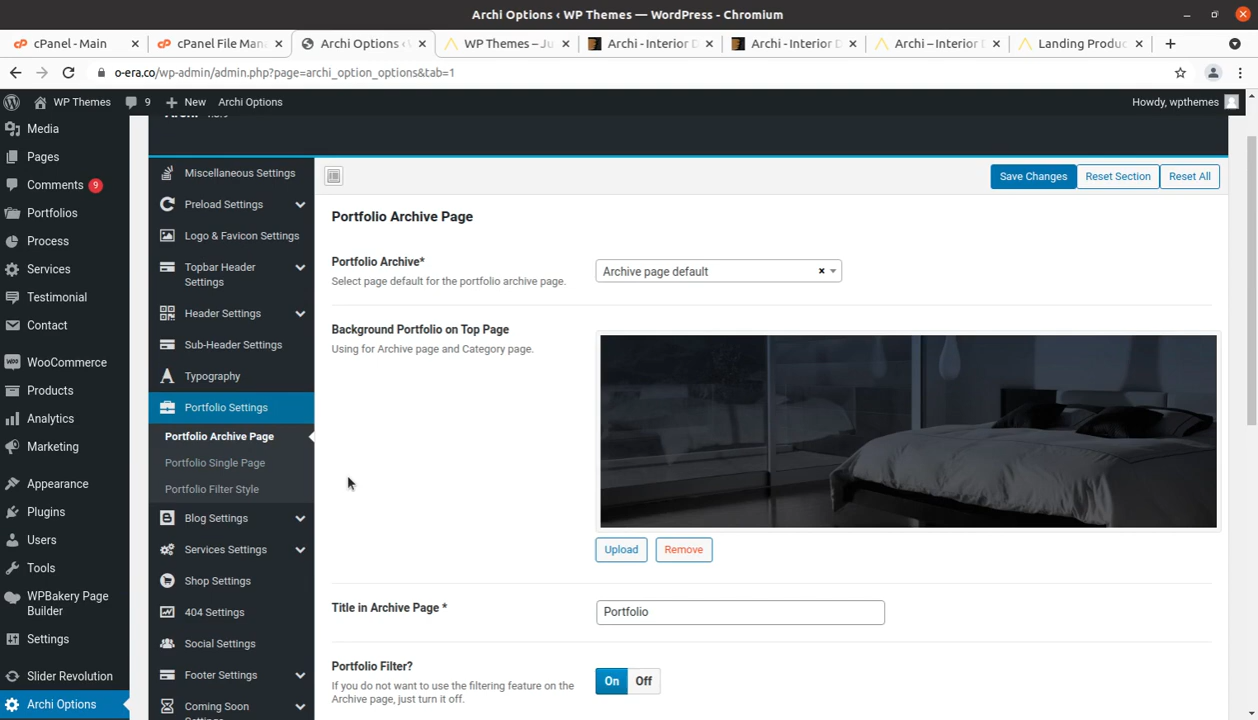 Archi Options ‹ WP Themes — WordPress - Chromium
cPanel - Main
cPanel File Mana
Archi Options ‹ W
WP Themes – Ju
Archi - Interior D
Archi - Interior D
Archi – Interior D
Landing Produc
o-era.co/wp-admin/admin.php?page=archi_option_options&tab=1
WP Themes
9
New
Archi Options
Howdy, wpthemes
Media
Pages
Comments 9
Portfolios
Process
Services
Testimonial
Contact
WooCommerce
Products
Analytics
Marketing
Appearance
Plugins
Users
Tools
WPBakery Page
Builder
Settings
Slider Revolution
Archi Options
Miscellaneous Settings
Preload Settings
Logo & Favicon Settings
Topbar Header
Settings
Header Settings
Sub-Header Settings
Typography
Portfolio Settings
Portfolio Archive Page
Portfolio Single Page
Portfolio Filter Style
Blog Settings
Services Settings
Shop Settings
404 Settings
Social Settings
Footer Settings
Coming Soon
Save Changes
Reset Section
Reset All
Portfolio Archive Page
Portfolio Archive*
Select page default for the portfolio archive page.
Archive page default
Background Portfolio on Top Page
Using for Archive page and Category page.
Upload
Remove
Title in Archive Page *
Portfolio
Portfolio Filter?
If you do not want to use the filtering feature on the
Archive page, just turn it off.
On
Off